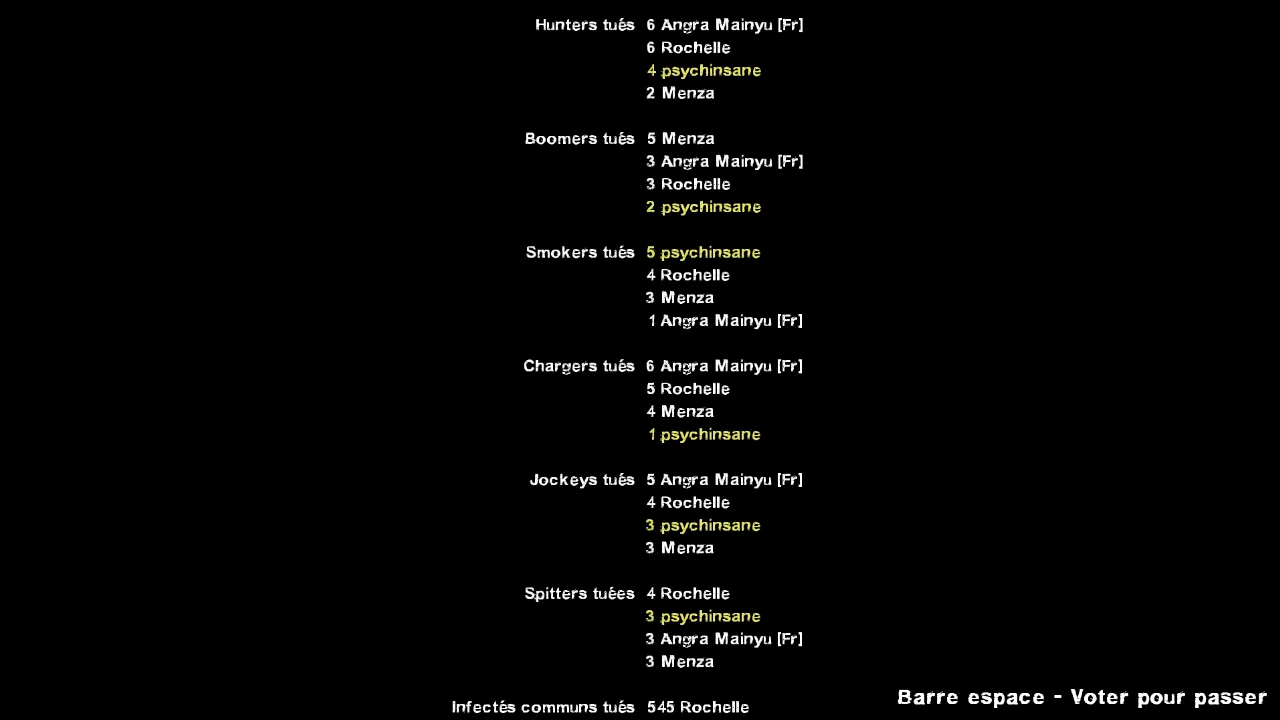 Hunters tués 6 Angra Mainyu [Fr]
6 Rochelle
4 psychinsane
2 Menza
Boomers tués 5 Menza
3 Angra Mainyu [Fr]
3 Rochelle
2 psychinsane
Smokers tués 5 psychinsane
4 Rochelle
3 Menza
1 Angra Mainyu [Fr]
Chargers tués 6 Angra Mainyu [Fr]
5 Rochelle
4 Menza
1 psychinsane
Jockeys tués 5 Angra Mainyu [Fr]
4 Rochelle
3 psychinsane
3 Menza
Spitters tuées 4 Rochelle
3 psychinsane
3 Angra Mainyu [Fr]
3 Menza
Infectés communs tués 545 Rochelle
Barre espace - Voter pour passer